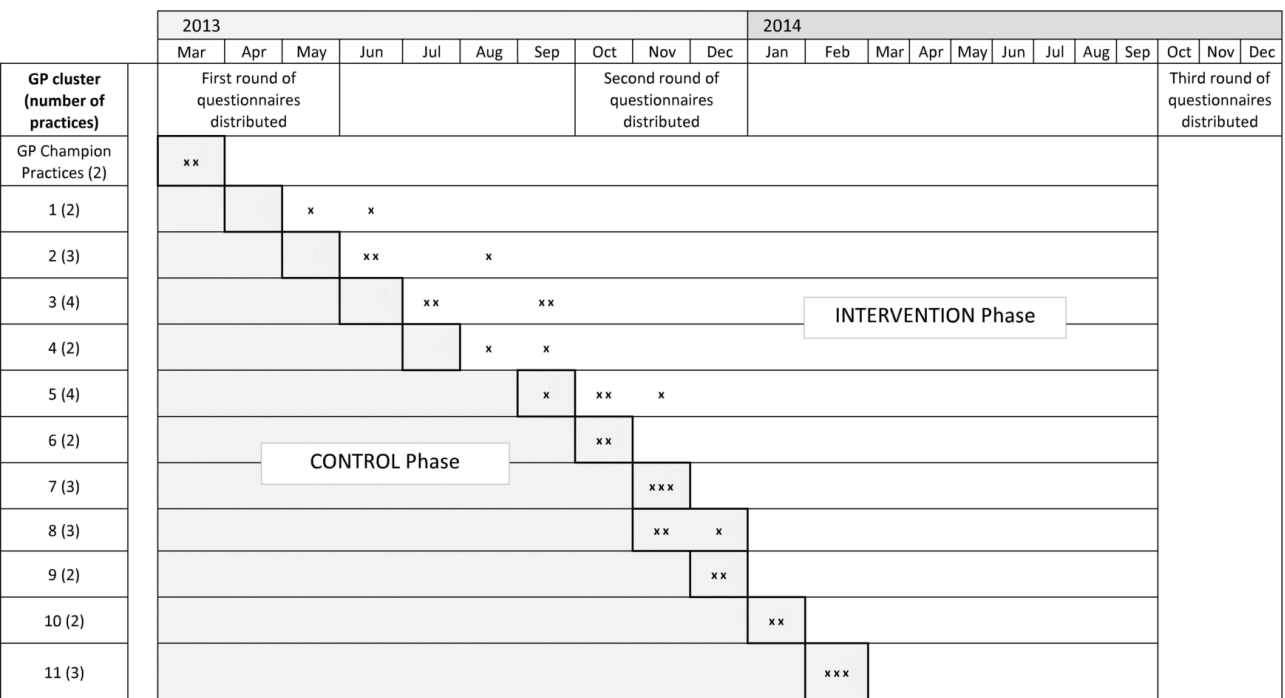 2013 2014
Mar Apr May Jun Jul Aug Sep Oct Nov Dec Jan Feb Mar Apr May Jun Jul Aug Sep Oct Nov Dec
GP cluster
(number of
practices)
First round of
questionnaires
distributed
Second round of
questionnaires
distributed
Third round of
questionnaires
distributed
GP Champion
Practices (2)
x x
1 (2) x x
2 (3) x x x
3 (4) x x x x
INTERVENTION Phase
4 (2) x x
5 (4) x x x x
6 (2) x x
CONTROL Phase
7 (3) x x x
8 (3) x x x
9 (2) x x
10 (2) x x
11 (3) x x x